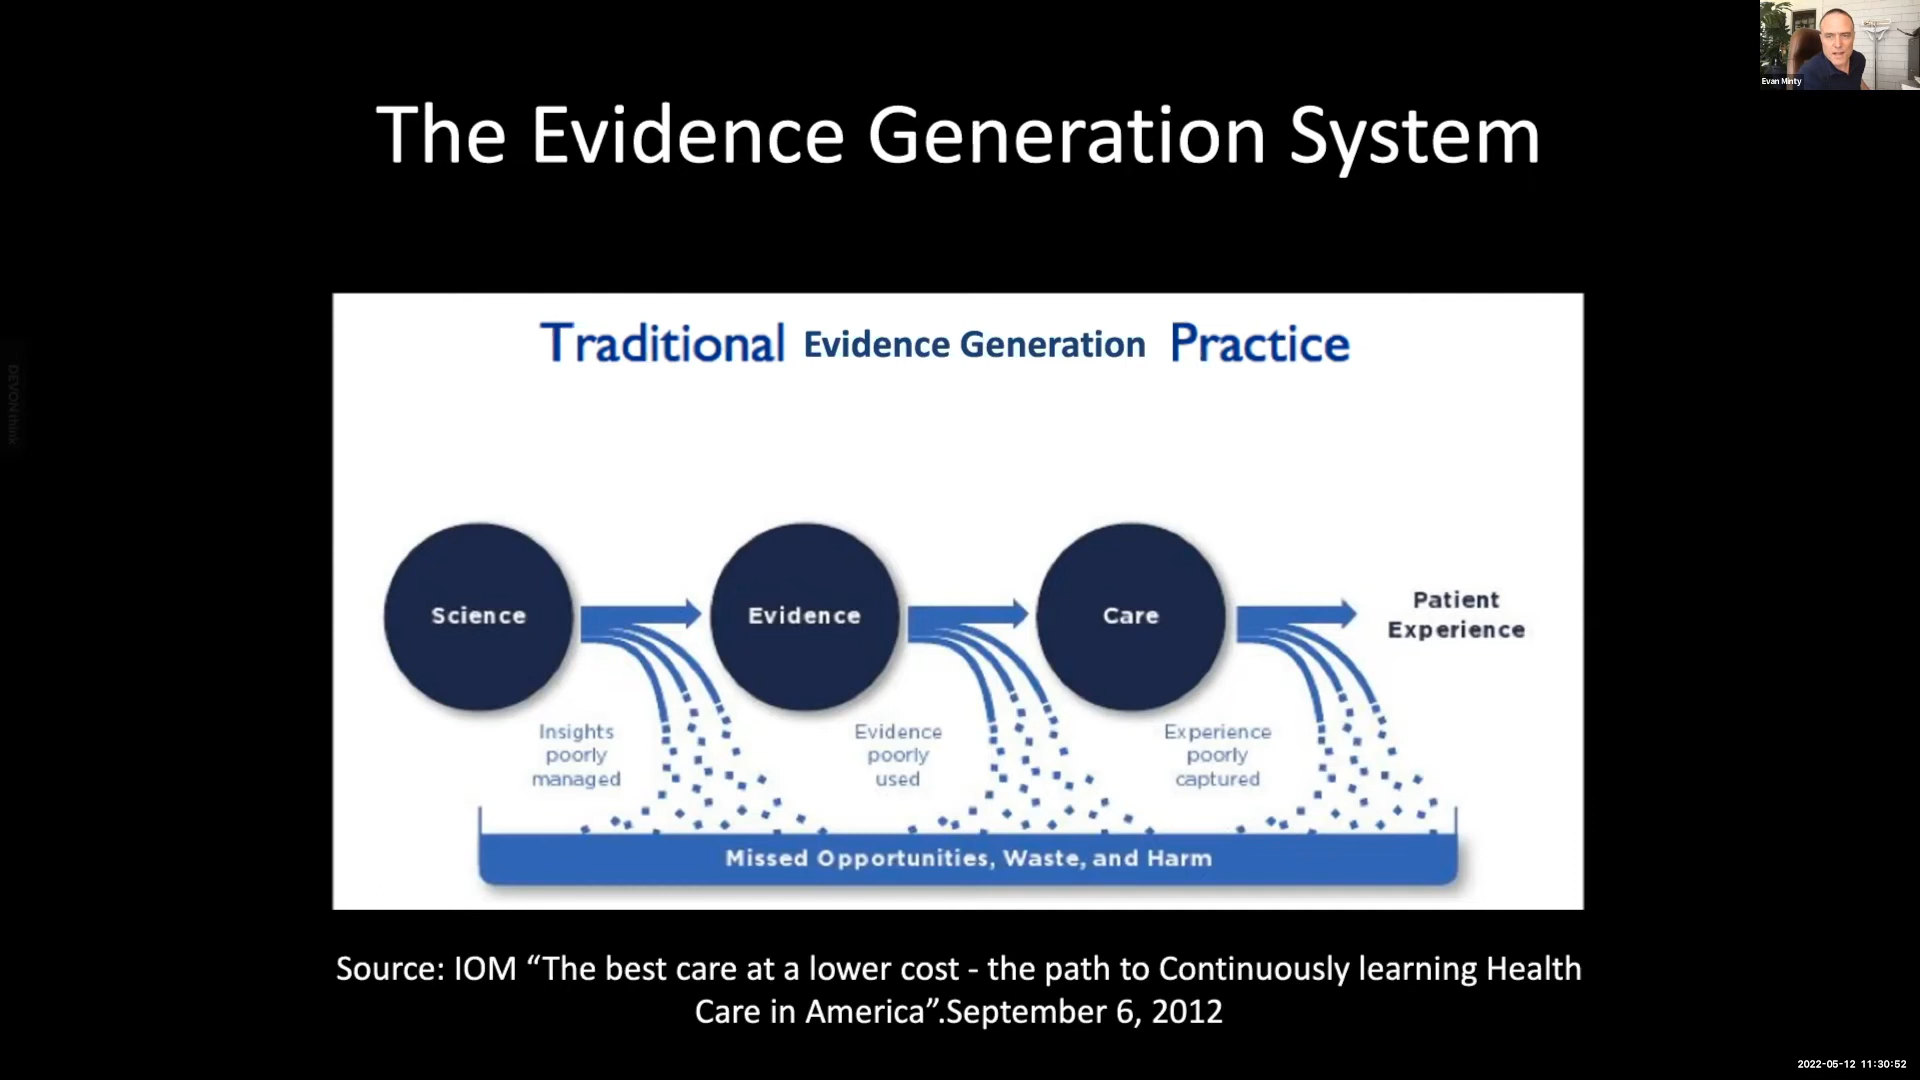 Evan Minty
The Evidence Generation System
Traditional Evidence Generation Practice
Science
Evidence
Care
Patient
Experience
Insights
poorly
managed
Evidence
poorly
used
Experience
poorly
captured
Missed Opportunities, Waste, and Harm
Source: IOM “The best care at a lower cost - the path to Continuously learning Health
Care in America”.September 6, 2012
DEVONthink
2022-05-12 11:30:52